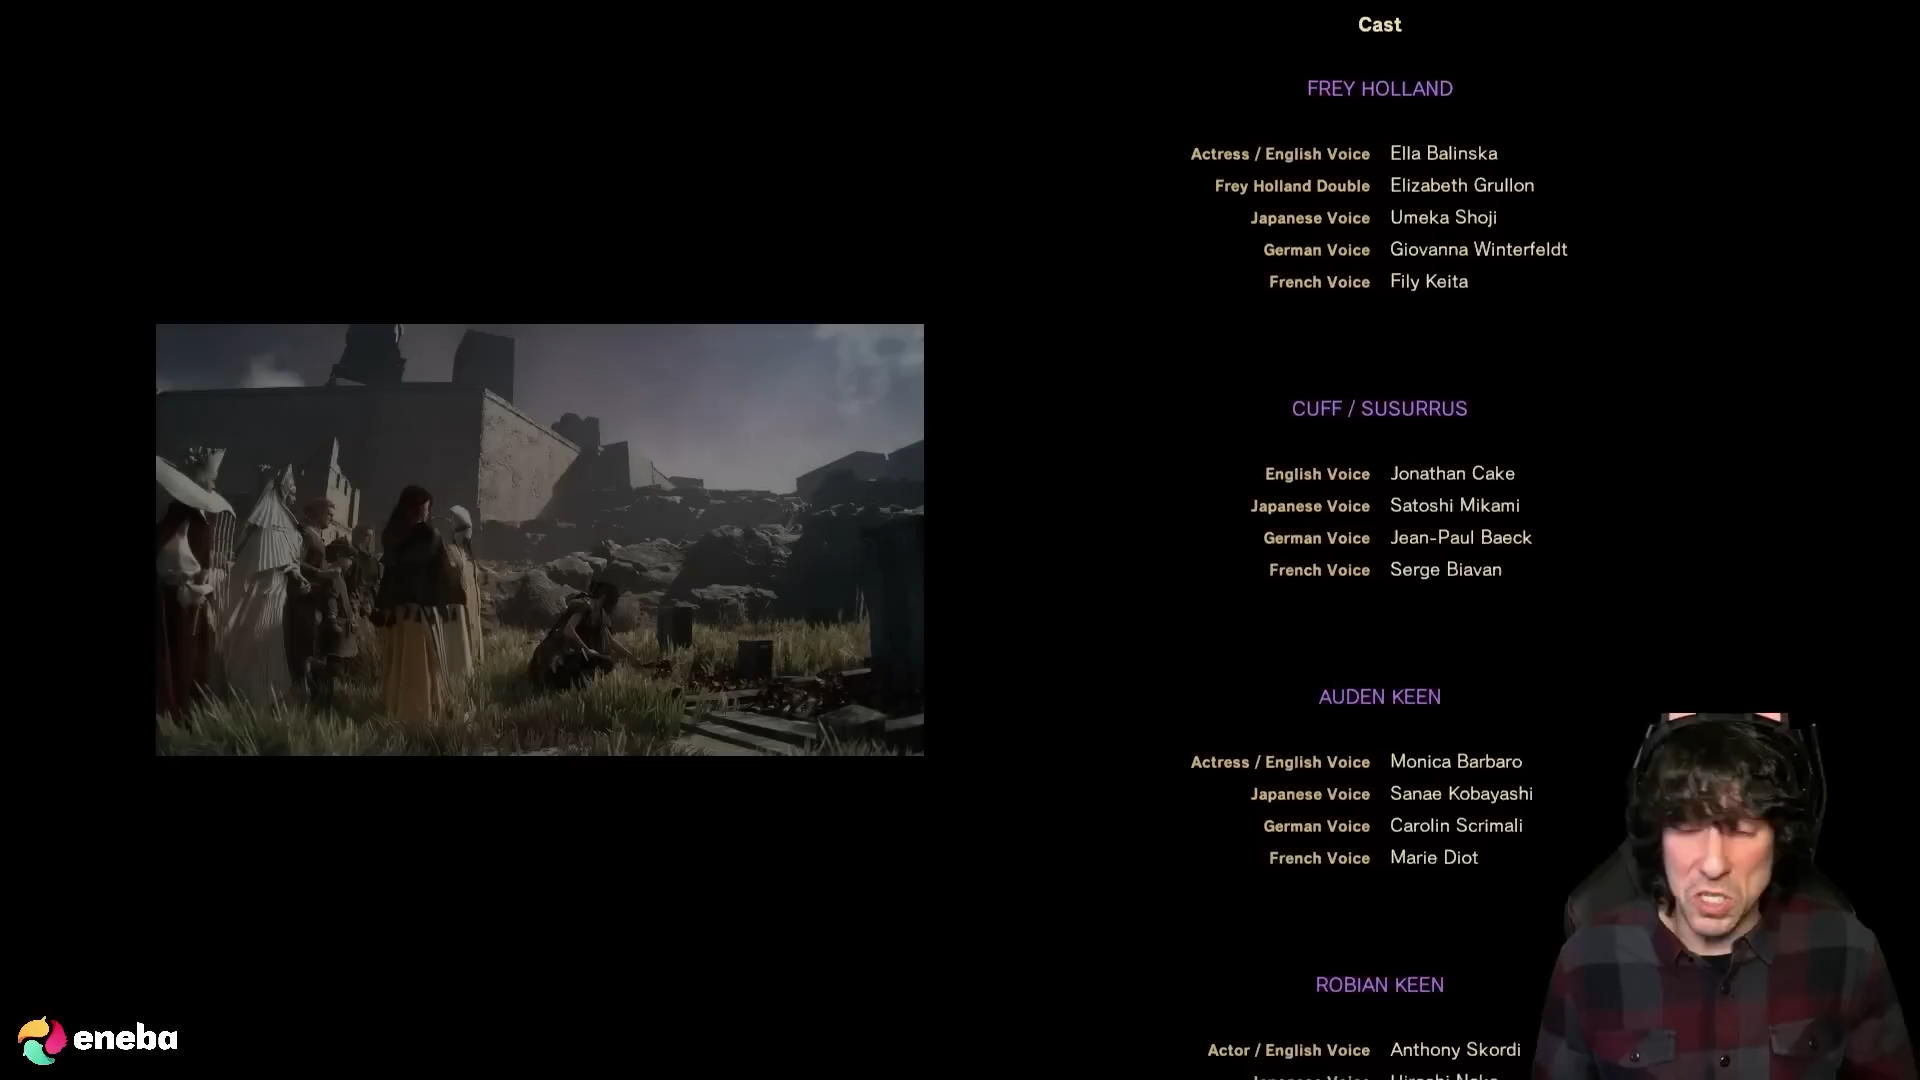 Cast
FREY HOLLAND
Actress / English Voice Ella Balinska
Frey Holland Double Elizabeth Grullon
Japanese Voice Umeka Shoji
German Voice Giovanna Winterfeldt
French Voice Fily Keita
CUFF / SUSURRUS
English Voice Jonathan Cake
Japanese Voice Satoshi Mikami
German Voice Jean-Paul Baeck
French Voice Serge Biavan
AUDEN KEEN
Actress / English Voice Monica Barbaro
Japanese Voice Sanae Kobayashi
German Voice Carolin Scrimali
French Voice Marie Diot
ROBIAN KEEN
Actor / English Voice Anthony Skordi
eneba